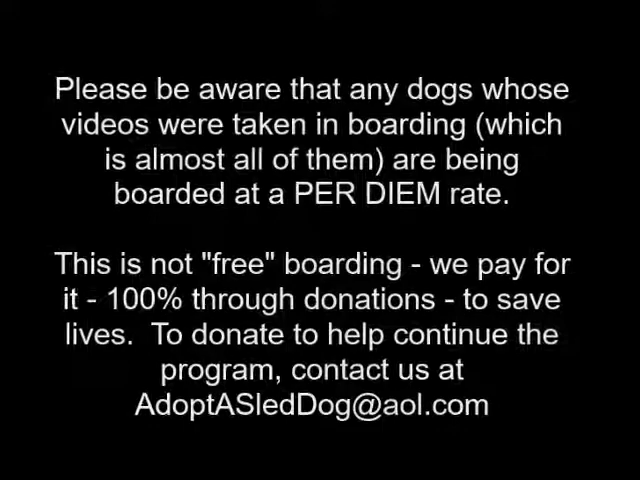 Please be aware that any dogs whose
videos were taken in boarding (which
is almost all of them) are being
boarded at a PER DIEM rate.
This is not "free" boarding - we pay for
it - 100% through donations - to save
lives.  To donate to help continue the
program, contact us at
AdoptASledDog@aol.com